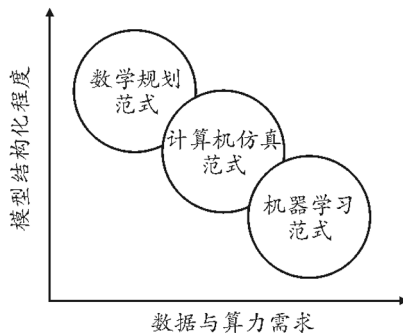 数学规划
范式
计算机仿真
范式
机器学习
范式
模型结构化程度
数据与算力需求